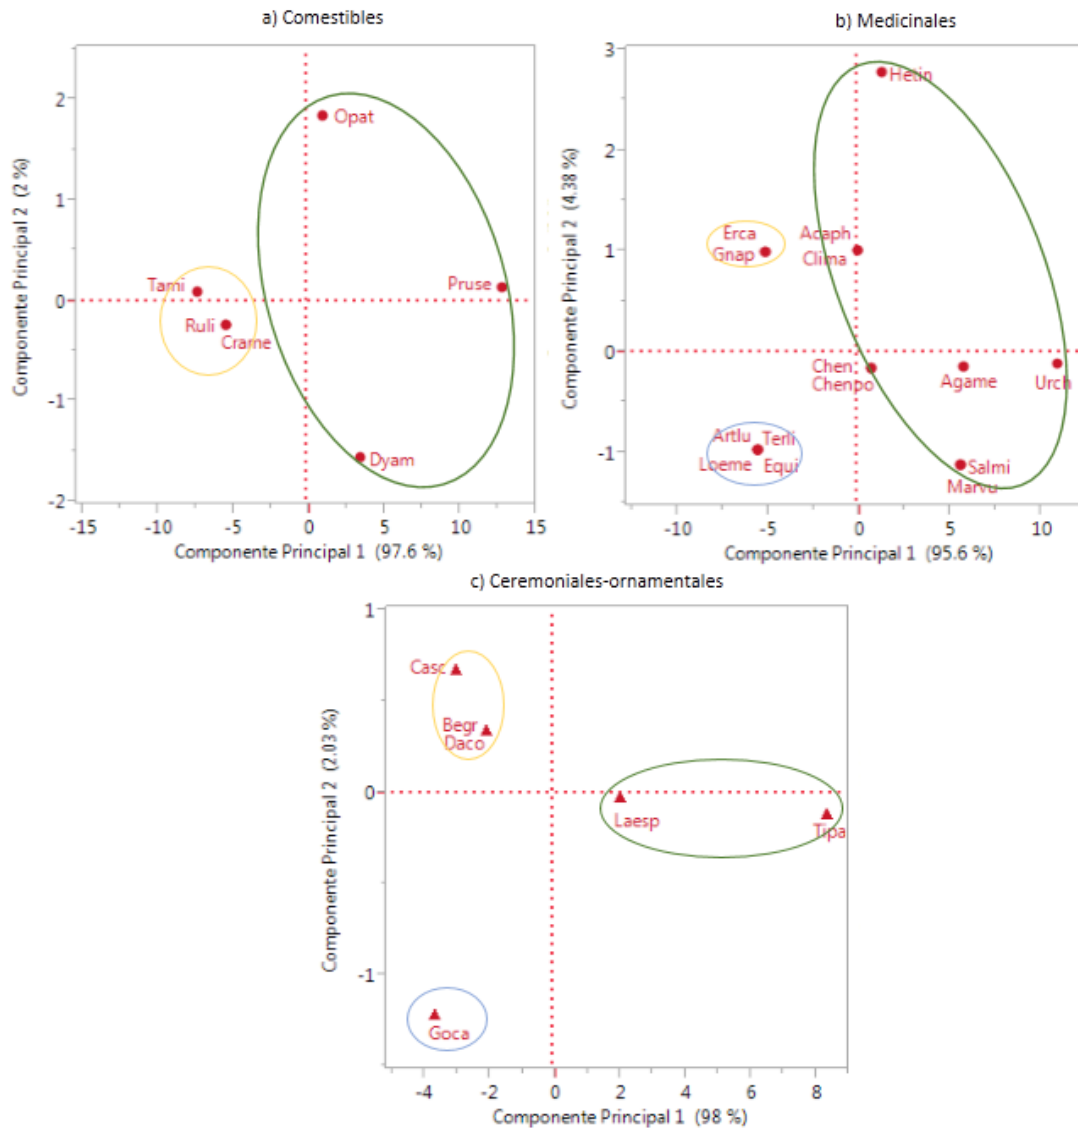 a) Comestibles
b) Medicinales
2
1
0
-1
-2
Componente Principal 2 (2 %)
Opat
Pruse
Tami
Ruli
Crame
Dyam
-15 -10 -5 0 5 10 15
Componente Principal 1 (97.6 %)
3
2
1
0
-1
Componente Principal 2 (4.38 %)
Hetin
Erca
Gnap
Acaph
Clima
Chen
Chenpo
Agame
Urch
Artlu Terli
Loeme Equi
Salmi
Marvu
-10 -5 0 5 10
Componente Principal 1 (95.6 %)
c) Ceremoniales-ornamentales
1
0
-1
Componente Principal 2 (2.03 %)
Casc
Begr
Daco
Laesp
Tipa
Goca
-4 -2 0 2 4 6 8
Componente Principal 1 (98 %)